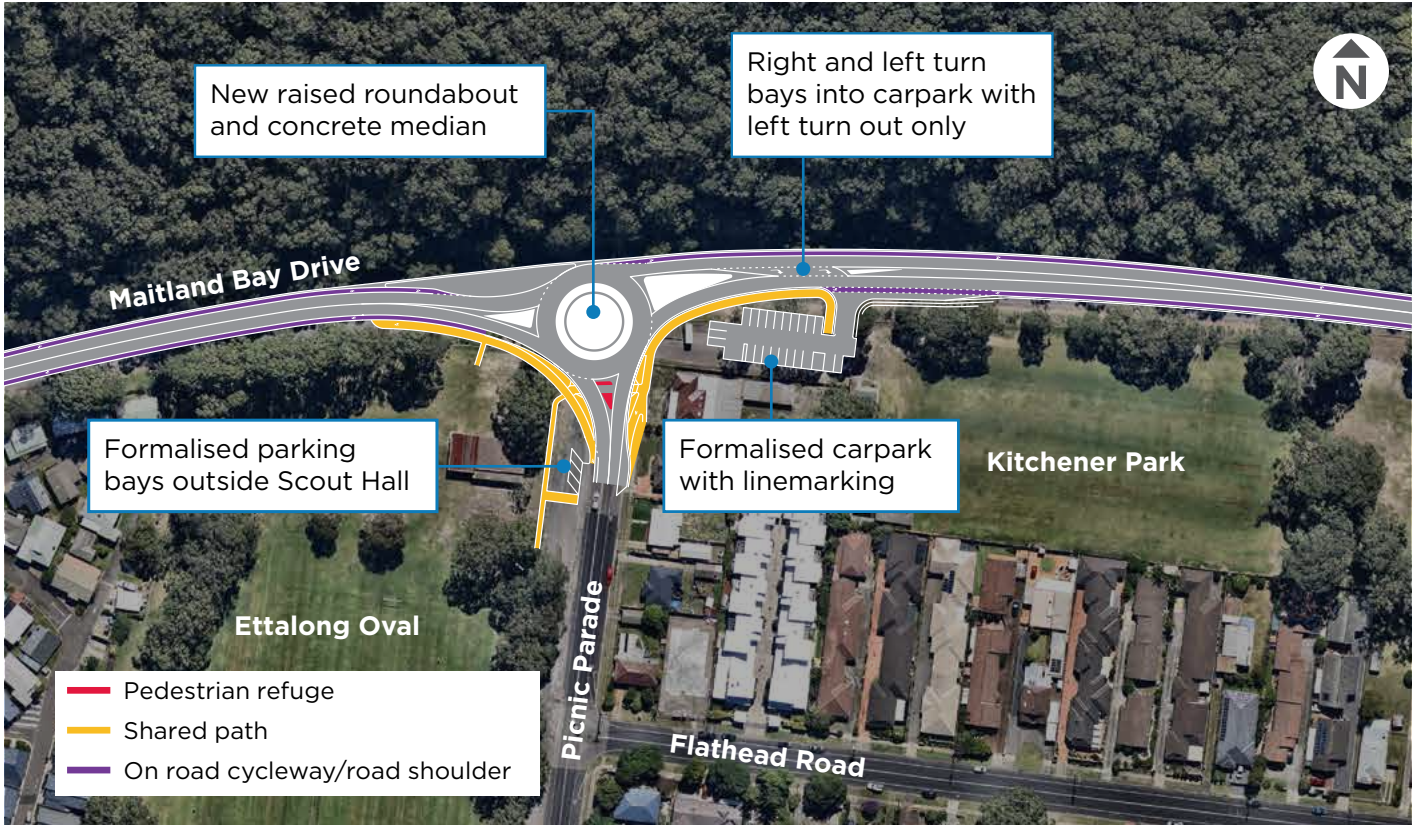 New raised roundabout
and concrete median
Right and left turn
bays into carpark with
left turn out only
N
Maitland Bay Drive
Formalised parking
bays outside Scout Hall
Formalised carpark
with linemarking
Kitchener Park
Ettalong Oval
Picnic Parade
Flathead Road
Pedestrian refuge
Shared path
On road cycleway/road shoulder